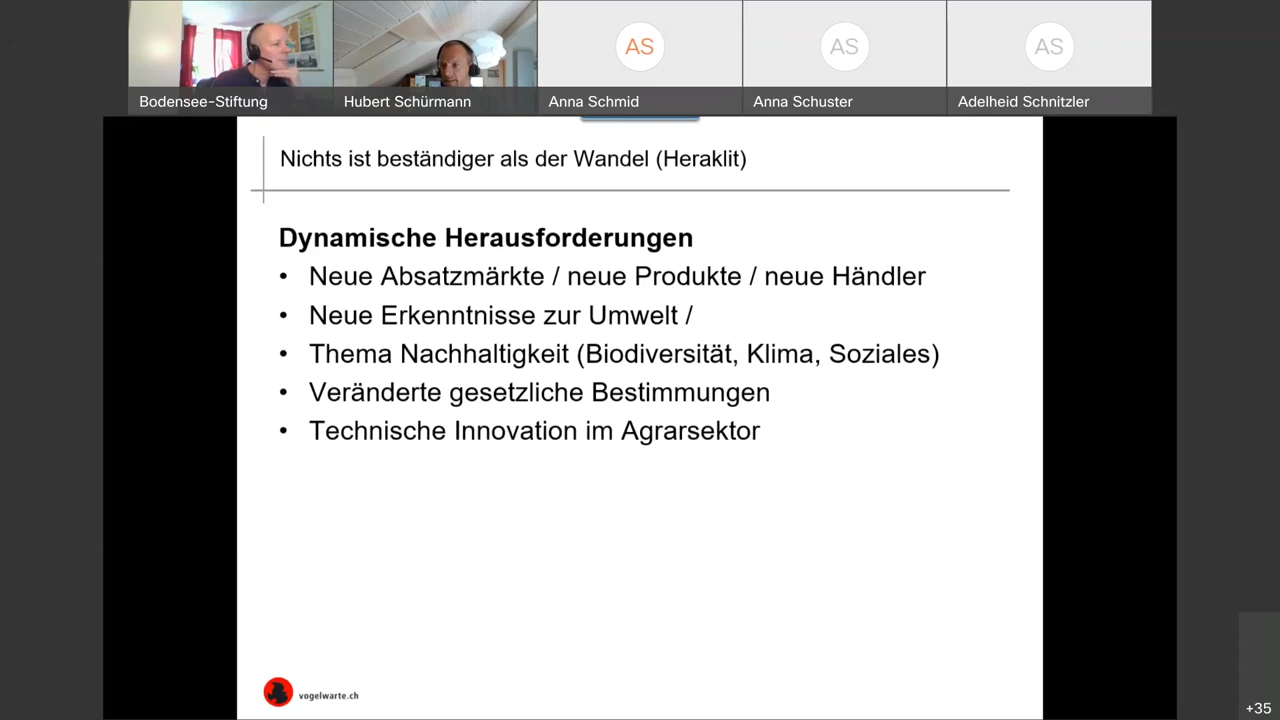 AS
AS
AS
Bodensee-Stiftung
Hubert Schürmann
Anna Schmid
Anna Schuster
Adelheid Schnitzler
Nichts ist beständiger als der Wandel (Heraklit)
Dynamische Herausforderungen
• Neue Absatzmärkte / neue Produkte / neue Händler
• Neue Erkenntnisse zur Umwelt /
• Thema Nachhaltigkeit (Biodiversität, Klima, Soziales)
• Veränderte gesetzliche Bestimmungen
• Technische Innovation im Agrarsektor
vogelwarte.ch
+35